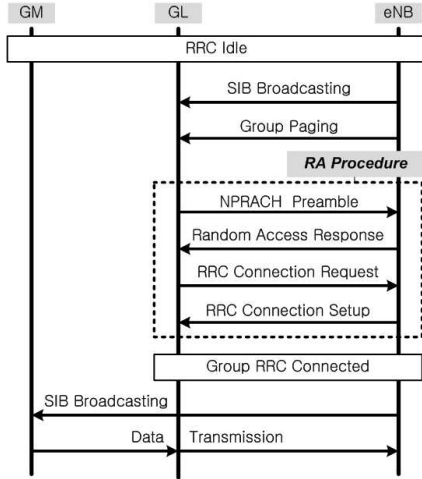 GM GL eNB
RRC Idle
SIB Broadcasting
Group Paging
RA Procedure
NPRACH Preamble
Random Access Response
RRC Connection Request
RRC Connection Setup
Group RRC Connected
SIB Broadcasting
Data Transmission